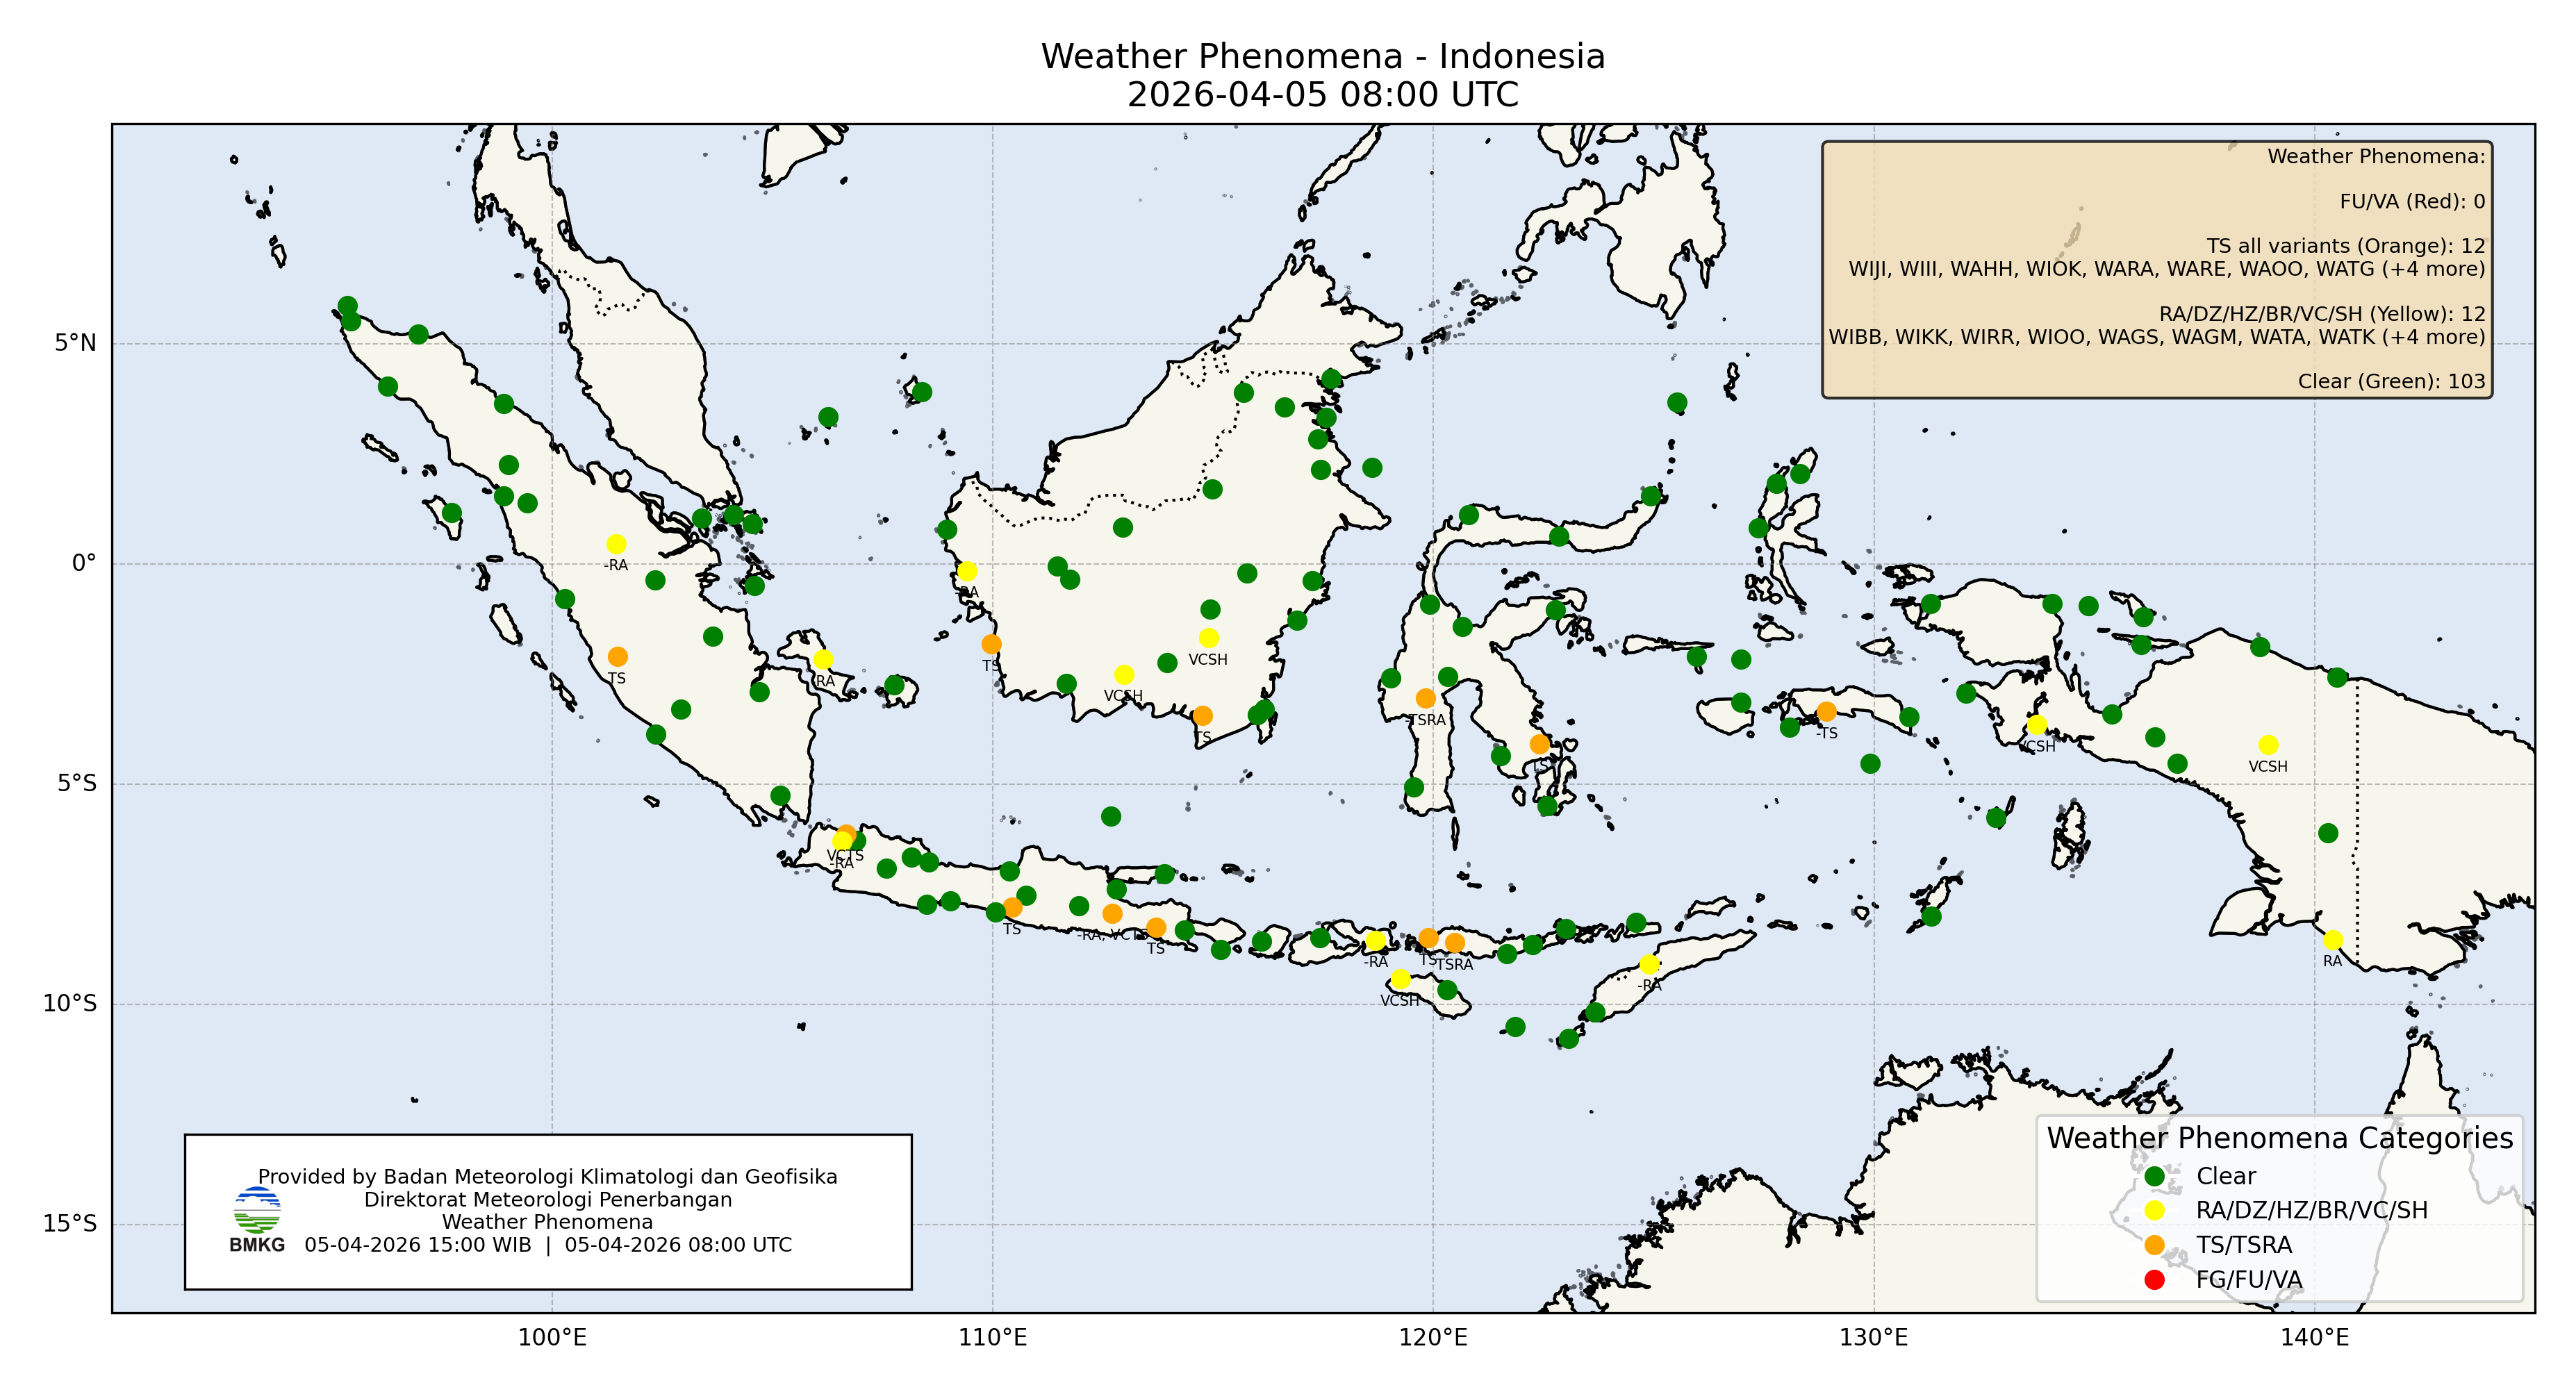 Weather Phenomena - Indonesia
2026-04-05 08:00 UTC
Weather Phenomena:
FU/VA (Red): 0
TS all variants (Orange): 12
WIJI, WIII, WAHH, WIOK, WARA, WARE, WAOO, WATG (+4 more)
RA/DZ/HZ/BR/VC/SH (Yellow): 12
WIBB, WIKK, WIRR, WIOO, WAGS, WAGM, WATA, WATK (+4 more)
Clear (Green): 103
5°N
0°
5°S
10°S
15°S
-RA
-RA
TS
TS
RA
VCSH
VCSH
TS
-TSRA
TS
-TS
VCSH
VCSH
VCTS
-RA
TS
-RA, VCTS
TS
-RA
TS
TSRA
VCSH
-RA
RA
Provided by Badan Meteorologi Klimatologi dan Geofisika
Direktorat Meteorologi Penerbangan
Weather Phenomena
05-04-2026 15:00 WIB | 05-04-2026 08:00 UTC
BMKG
Weather Phenomena Categories
Clear
RA/DZ/HZ/BR/VC/SH
TS/TSRA
FG/FU/VA
100°E
110°E
120°E
130°E
140°E